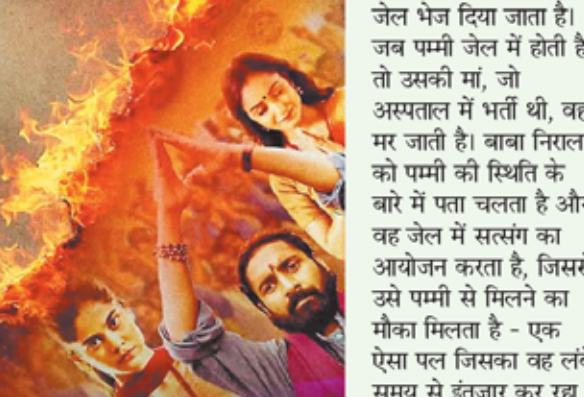 जेल भेज दिया जाता है।
जब पम्मी जेल में होती है
तो उसकी मां, जो
अस्पताल में भर्ती थी, वह
मर जाती है। बाबा निराला
को पम्मी की स्थिति के
बारे में पता चलता है और
वह जेल में सत्संग का
आयोजन करता है, जिससे
उसे पम्मी से मिलने का
मौका मिलता है - एक
ऐसा पल जिसका वह लंबे
समय से इंतजार कर रहा